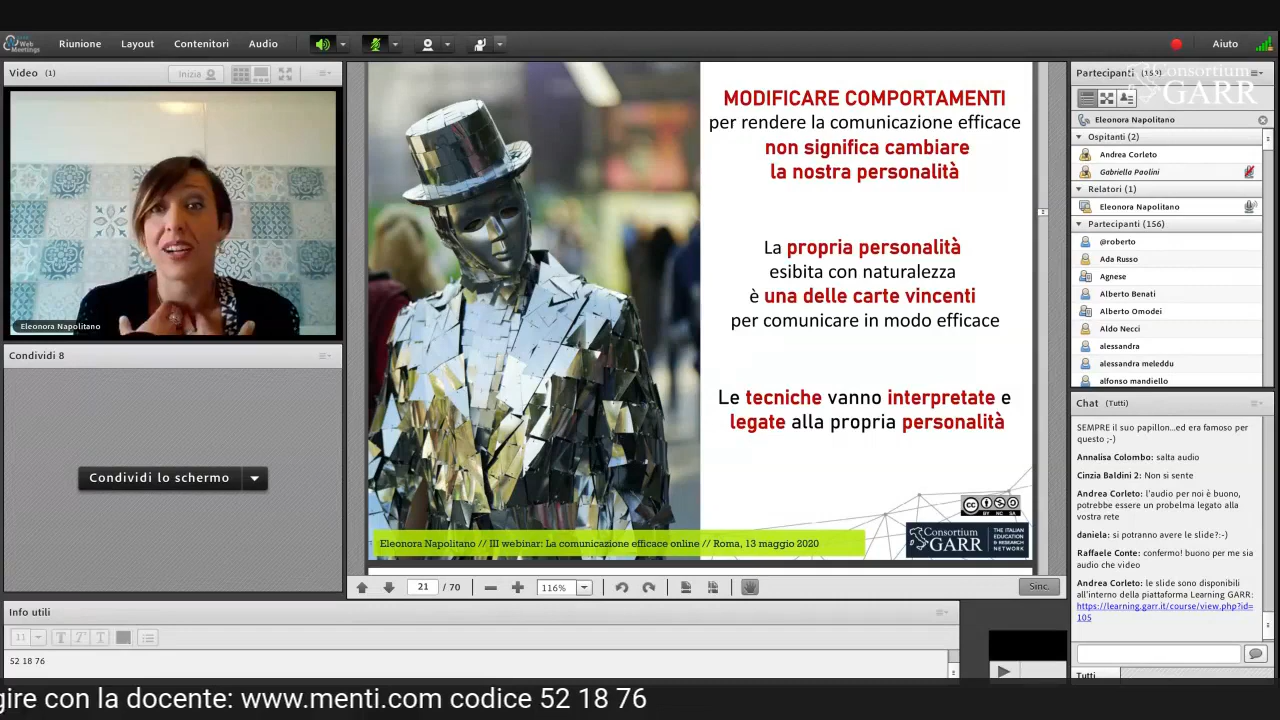 Web
Meetings
Riunione
Layout
Contenitori
Audio
Aiuto
Video (1)
Inizia
Eleonora Napolitano
Condividi 8
Condividi lo schermo
MODIFICARE COMPORTAMENTI
per rendere la comunicazione efficace
non significa cambiare
la nostra personalità
La propria personalità
esibita con naturalezza
è una delle carte vincenti
per comunicare in modo efficace
Le tecniche vanno interpretate e
legate alla propria personalità
CC BY NC SA
Consortium
GARR
THE ITALIAN
EDUCATION
& RESEARCH
NETWORK
Eleonora Napolitano // III webinar: La comunicazione efficace online // Roma, 13 maggio 2020
21 / 70
116%
Sinc.
Partecipanti
Consortium
GARR
Eleonora Napolitano
Ospitanti (2)
Andrea Corleto
Gabriella Paolini
Relatori (1)
Eleonora Napolitano
Partecipanti (156)
@roberto
Ada Russo
Agnese
Alberto Benati
Alberto Omodei
Aldo Necci
alessandra
alessandra meleddu
alfonso mandiello
Chat (Tutti)
SEMPRE il suo papillon...ed era famoso per
questo ;-)
Annalisa Colombo: salta audio
Cinzia Baldini 2: Non si sente
Andrea Corleto: l'audio per noi è buono,
potrebbe essere un probelma legato alla
vostra rete
daniela: si potranno avere le slide?:-)
Raffaele Conte: confermo! buono per me sia
audio che video
Andrea Corleto: le slide sono disponibili
all'interno della piattaforma Learning GARR:
https://learning.garr.it/course/view.php?id=
105
Tutti
Info utili
11
52 18 76
gire con la docente: www.menti.com codice 52 18 76